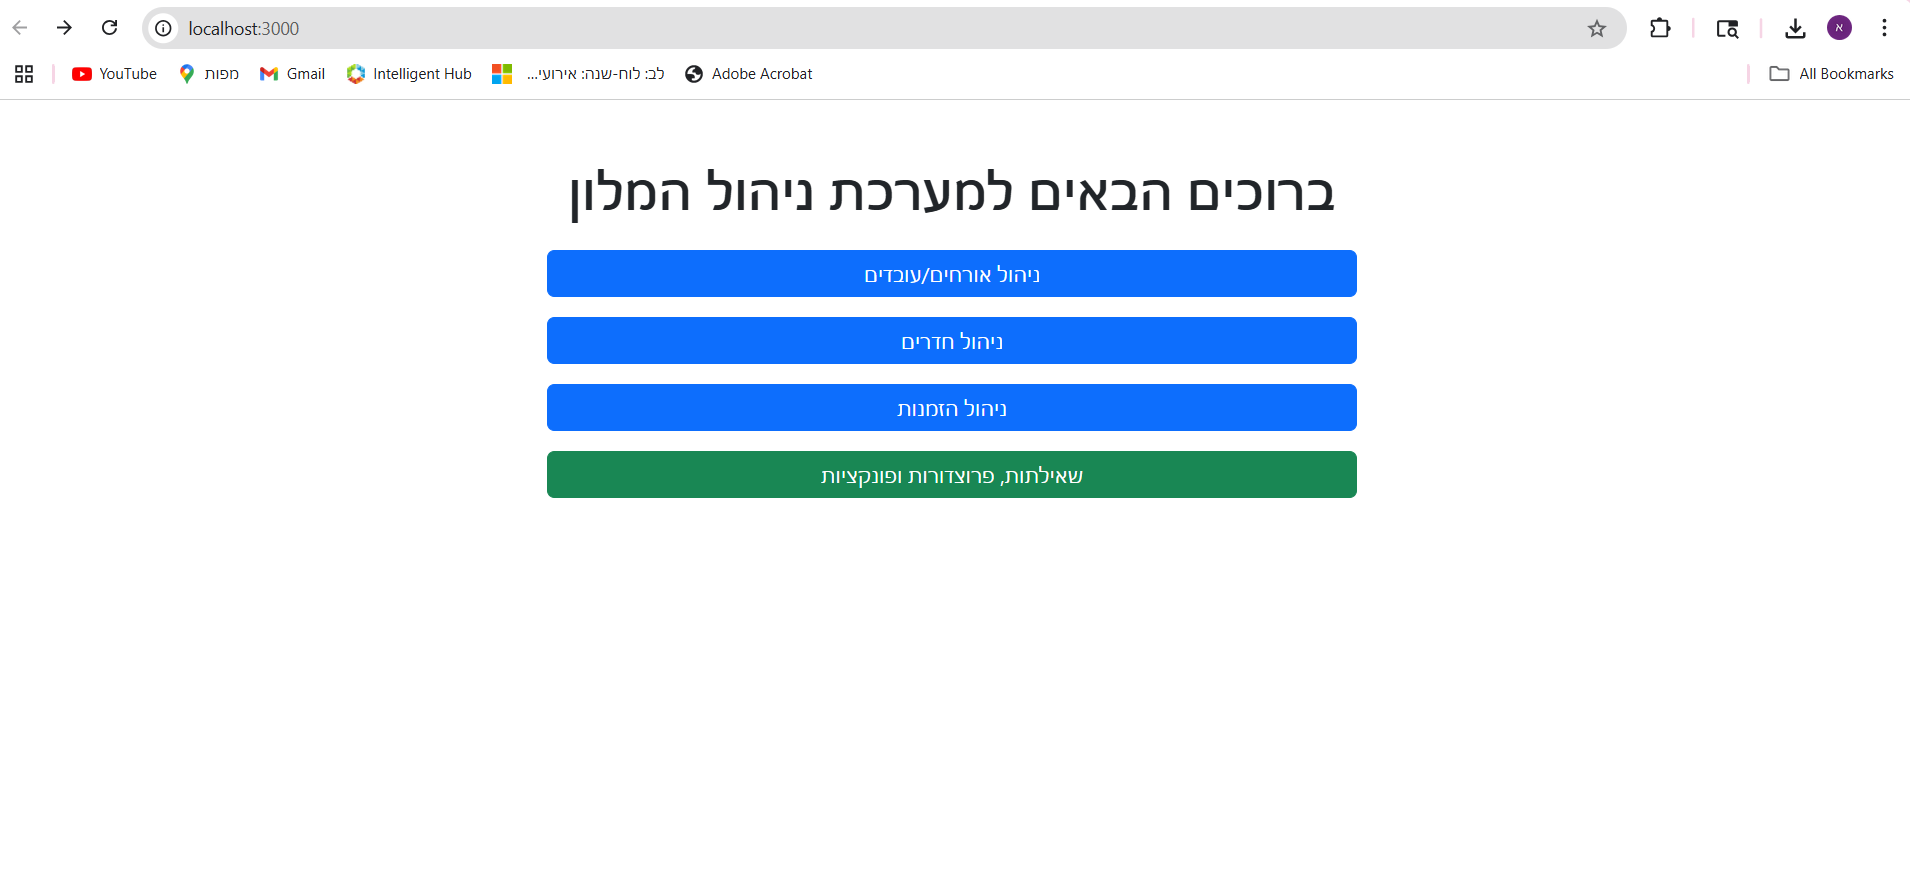 localhost:3000
YouTube מפות Gmail Intelligent Hub לב: לוח-שנה: אירועי... Adobe Acrobat All Bookmarks
ברוכים הבאים למערכת ניהול המלון
ניהול אורחים/עובדים
ניהול חדרים
ניהול הזמנות
שאילתות, פרוצדורות ופונקציות